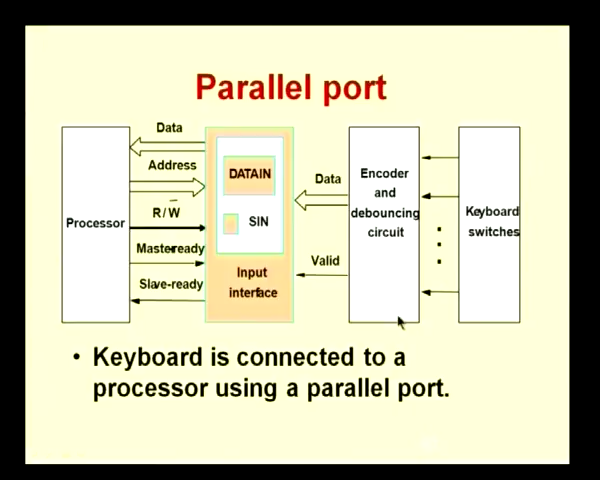 Parallel port
Data
Address
R/W̅
Master-ready
Slave-ready
Processor
DATAIN
SIN
Input
interface
Data
Valid
Encoder
and
debouncing
circuit
Keyboard
switches
• Keyboard is connected to a
processor using a parallel port.